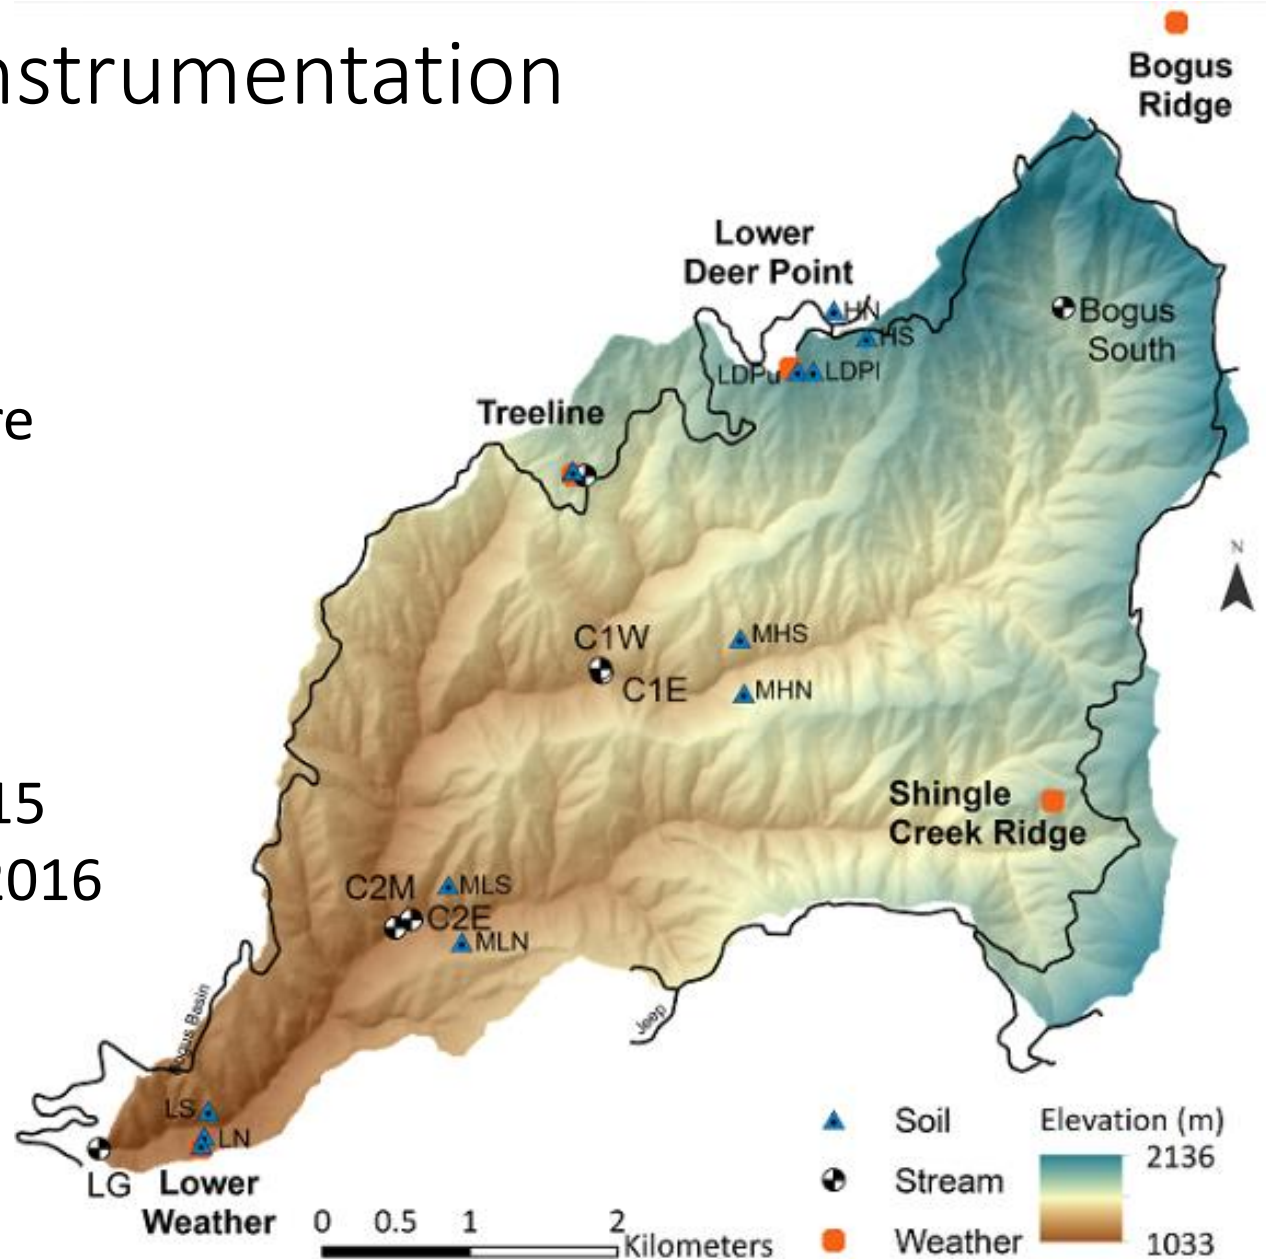 nstrumentation
Bogus
Ridge
Lower
Deer Point
HN
HS
Bogus
South
LDPu
LDPl
re
Treeline
N
C1W
MHS
C1E
MHN
15
Shingle
Creek Ridge
2016
C2M
MLS
C2E
MLN
Bogus Basin
deer
LS
LN
LG
Lower
Weather
Soil
Stream
Weather
Elevation (m)
2136
1033
0 0.5 1 2
Kilometers